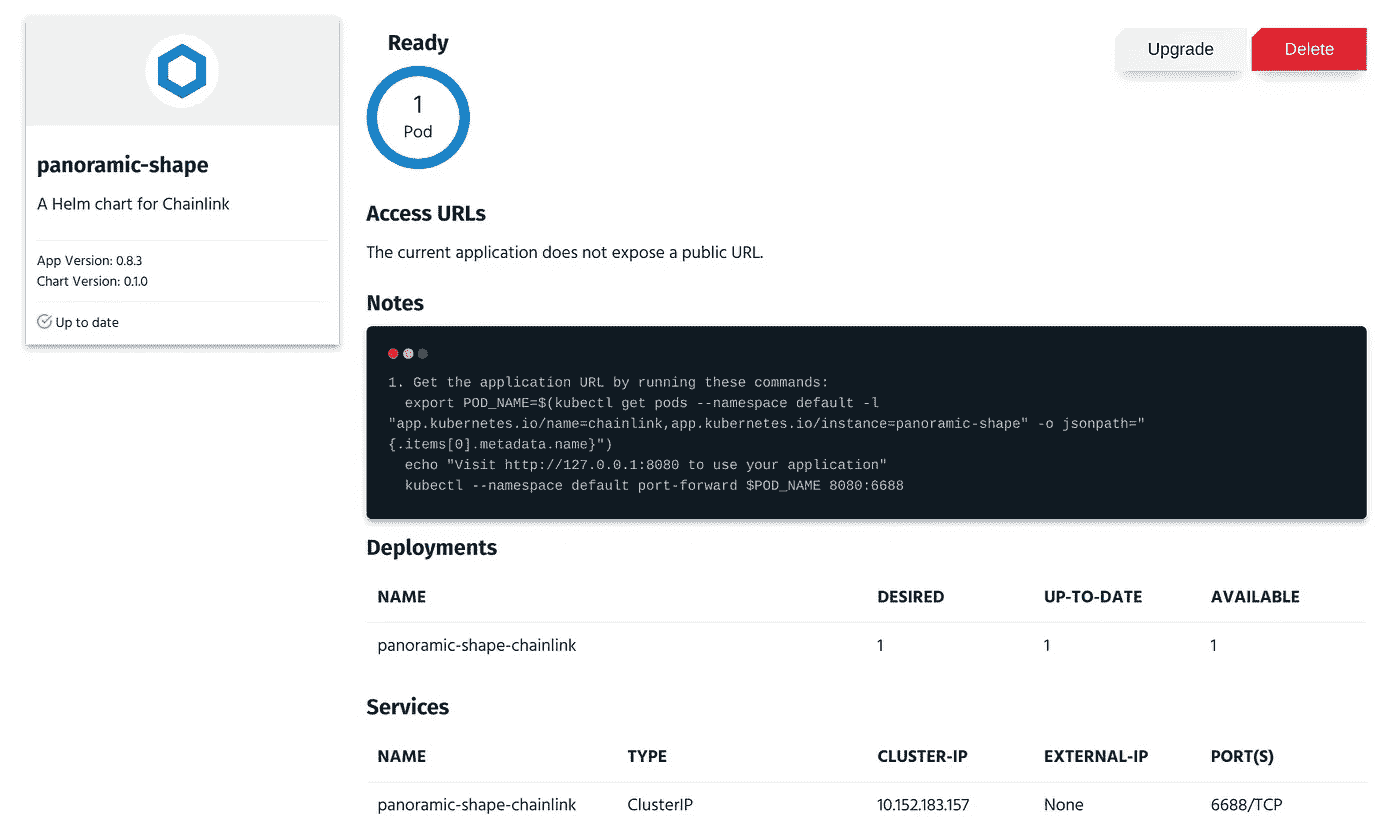 panoramic-shape
A Helm chart for Chainlink
App Version: 0.8.3
Chart Version: 0.1.0
Up to date
Ready
1
Pod
Upgrade
Delete
Access URLs
The current application does not expose a public URL.
Notes
1. Get the application URL by running these commands:
  export POD_NAME=$(kubectl get pods --namespace default -l
"app.kubernetes.io/name=chainlink,app.kubernetes.io/instance=panoramic-shape" -o jsonpath="
{.items[0].metadata.name}")
  echo "Visit http://127.0.0.1:8080 to use your application"
  kubectl --namespace default port-forward $POD_NAME 8080:6688
Deployments
NAME DESIRED UP-TO-DATE AVAILABLE
panoramic-shape-chainlink 1 1 1
Services
NAME TYPE CLUSTER-IP EXTERNAL-IP PORT(S)
panoramic-shape-chainlink ClusterIP 10.152.183.157 None 6688/TCP